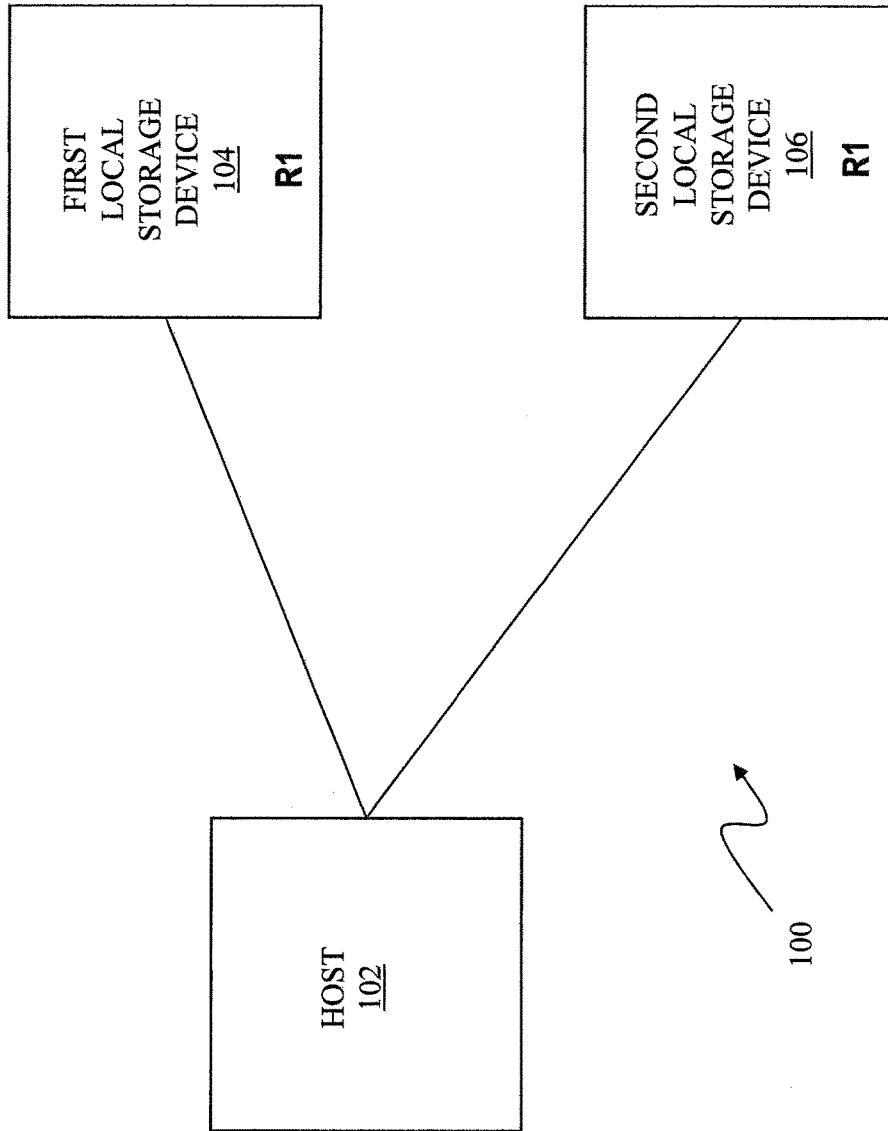 HOST
102
FIRST
LOCAL
STORAGE
DEVICE
104
R1
SECOND
LOCAL
STORAGE
DEVICE
106
R1
100